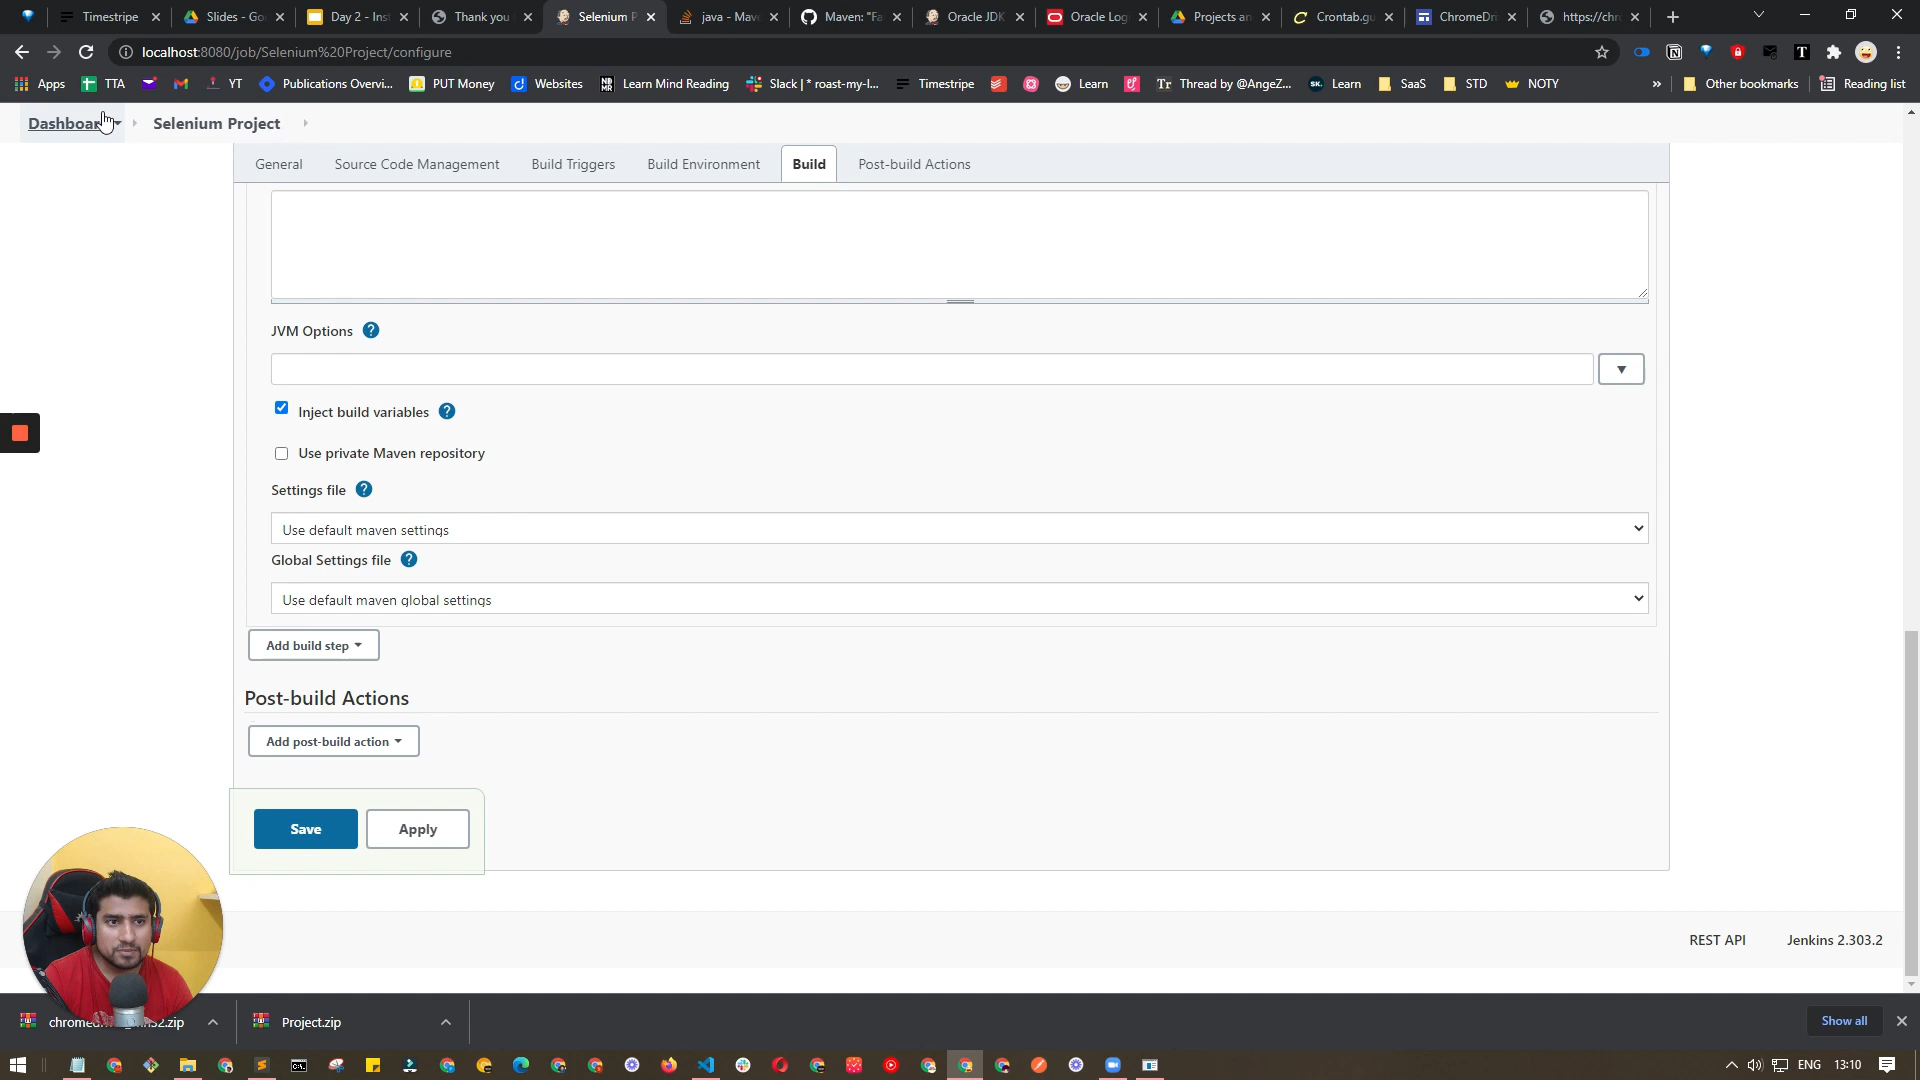 Timestripe
Slides - Go
Day 2 - Inst
Thank you
Selenium P
java - Mave
Maven: "Fa
Oracle JDK
Oracle Log
Projects an
Crontab.gu
ChromeDri
https://chr
localhost:8080/job/Selenium%20Project/configure
Apps
TTA
YT
Publications Overvi...
PUT Money
Websites
Learn Mind Reading
Slack | * roast-my-l...
Timestripe
Learn
Thread by @AngeZ...
Learn
SaaS
STD
NOTY
»
Other bookmarks
Reading list
Dashboard
Selenium Project
General
Source Code Management
Build Triggers
Build Environment
Build
Post-build Actions
JVM Options
Inject build variables
Use private Maven repository
Settings file
Use default maven settings
Global Settings file
Use default maven global settings
Add build step
Post-build Actions
Add post-build action
Save
Apply
REST API
Jenkins 2.303.2
Project.zip
Show all
ENG
13:10